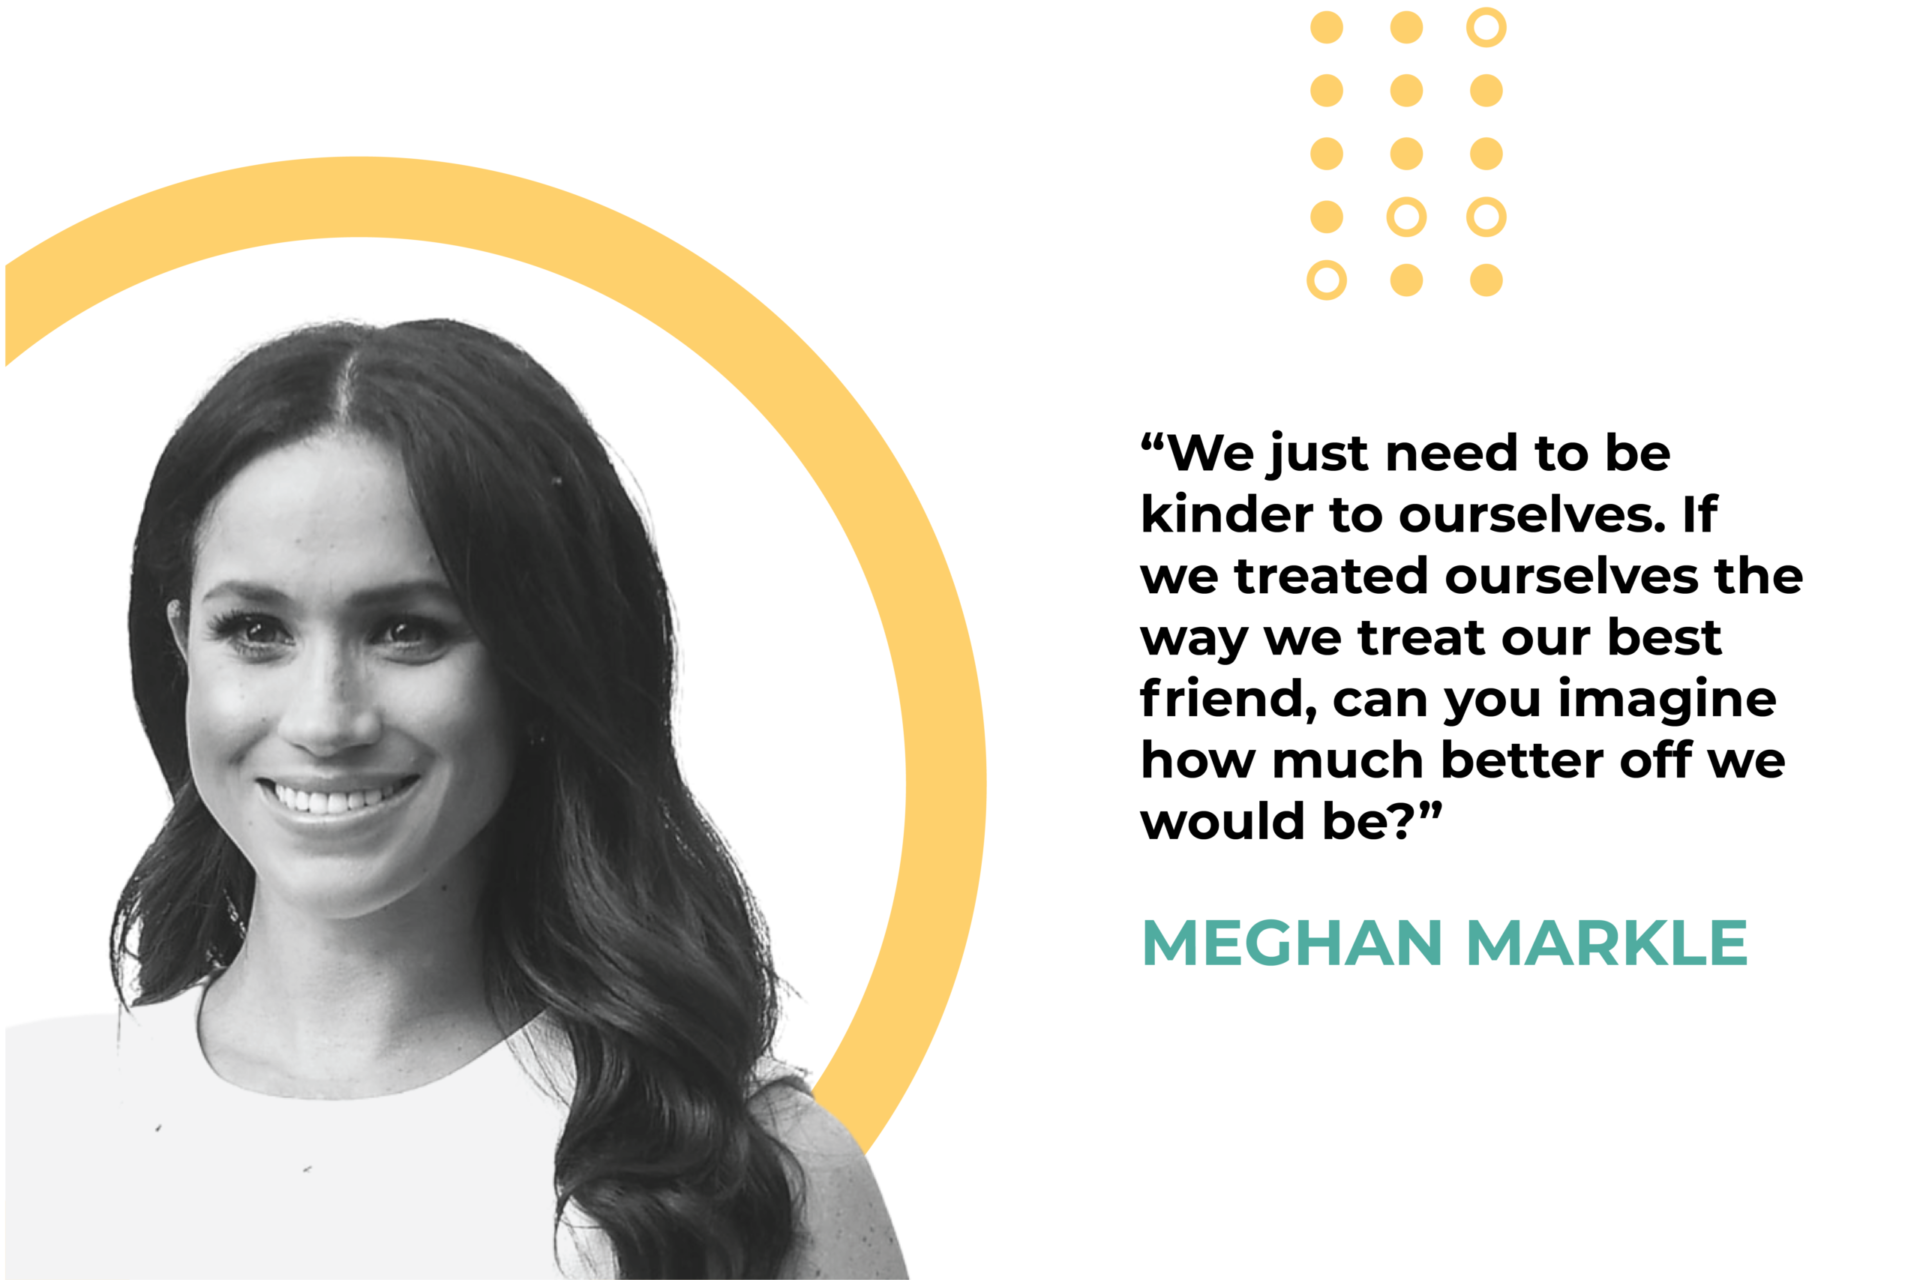 “We just need to be
kinder to ourselves. If
we treated ourselves the
way we treat our best
friend, can you imagine
how much better off we
would be?”
MEGHAN MARKLE